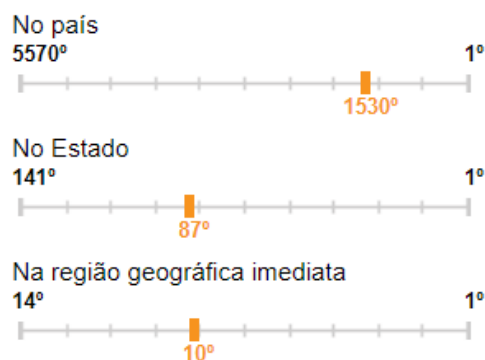 No país
5570º 1º
1530º
No Estado
141º 1º
87º
Na região geográfica imediata
14º 1º
10º